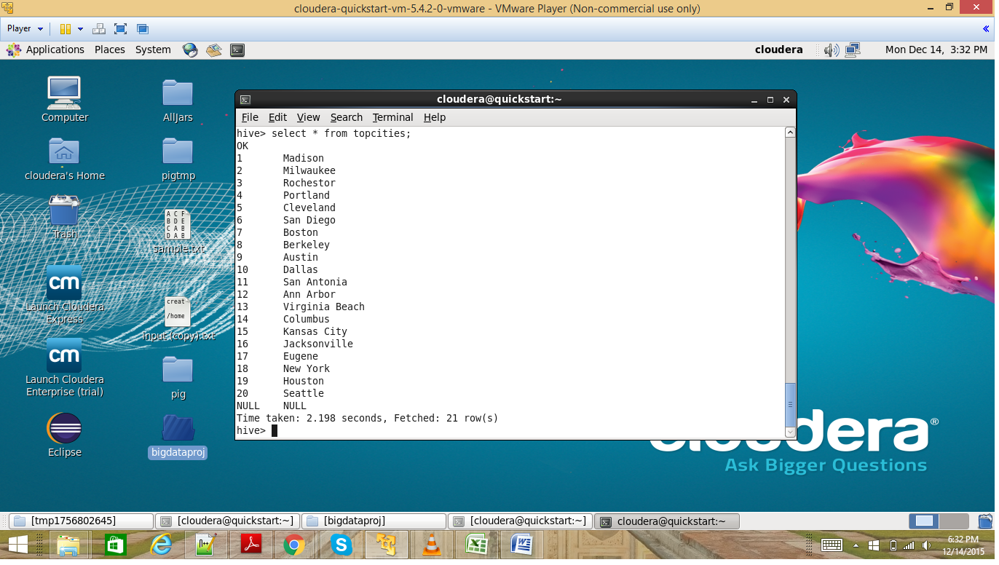 cloudera-quickstart-vm-5.4.2-0-vmware - VMware Player (Non-commercial use only)
Player
Applications Places System
cloudera
Mon Dec 14, 3:32 PM
Computer
AllJars
cloudera's Home
pigtmp
Trash
A C F
B D E
C A B
D A B
sample.txt
cm
Launch Cloudera
Express
creat
/home
input (copy).txt
cm
Launch Cloudera
Enterprise (trial)
pig
Eclipse
bigdataproj
cloudera@quickstart:~
File Edit View Search Terminal Help
hive> select * from topcities;
OK
1 Madison
2 Milwaukee
3 Rochestor
4 Portland
5 Cleveland
6 San Diego
7 Boston
8 Berkeley
9 Austin
10 Dallas
11 San Antonia
12 Ann Arbor
13 Virginia Beach
14 Columbus
15 Kansas City
16 Jacksonville
17 Eugene
18 New York
19 Houston
20 Seattle
NULL NULL
Time taken: 2.198 seconds, Fetched: 21 row(s)
hive>
cloudera®
Ask Bigger Questions
[tmp1756802645]
[cloudera@quickstart:~]
[bigdataproj]
[cloudera@quickstart:~]
cloudera@quickstart:~
6:32 PM
12/14/2015